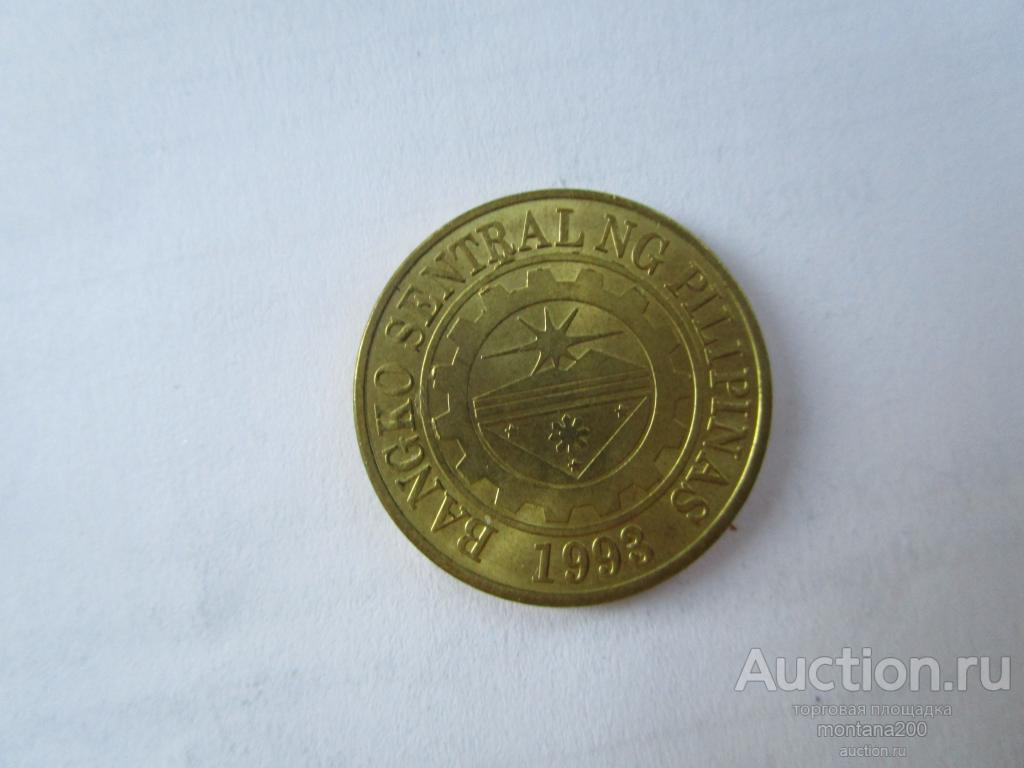 BANGKO SENTRAL NG PILIPINAS
1993
Auction.ru
торговая площадка
montana200
auction.ru